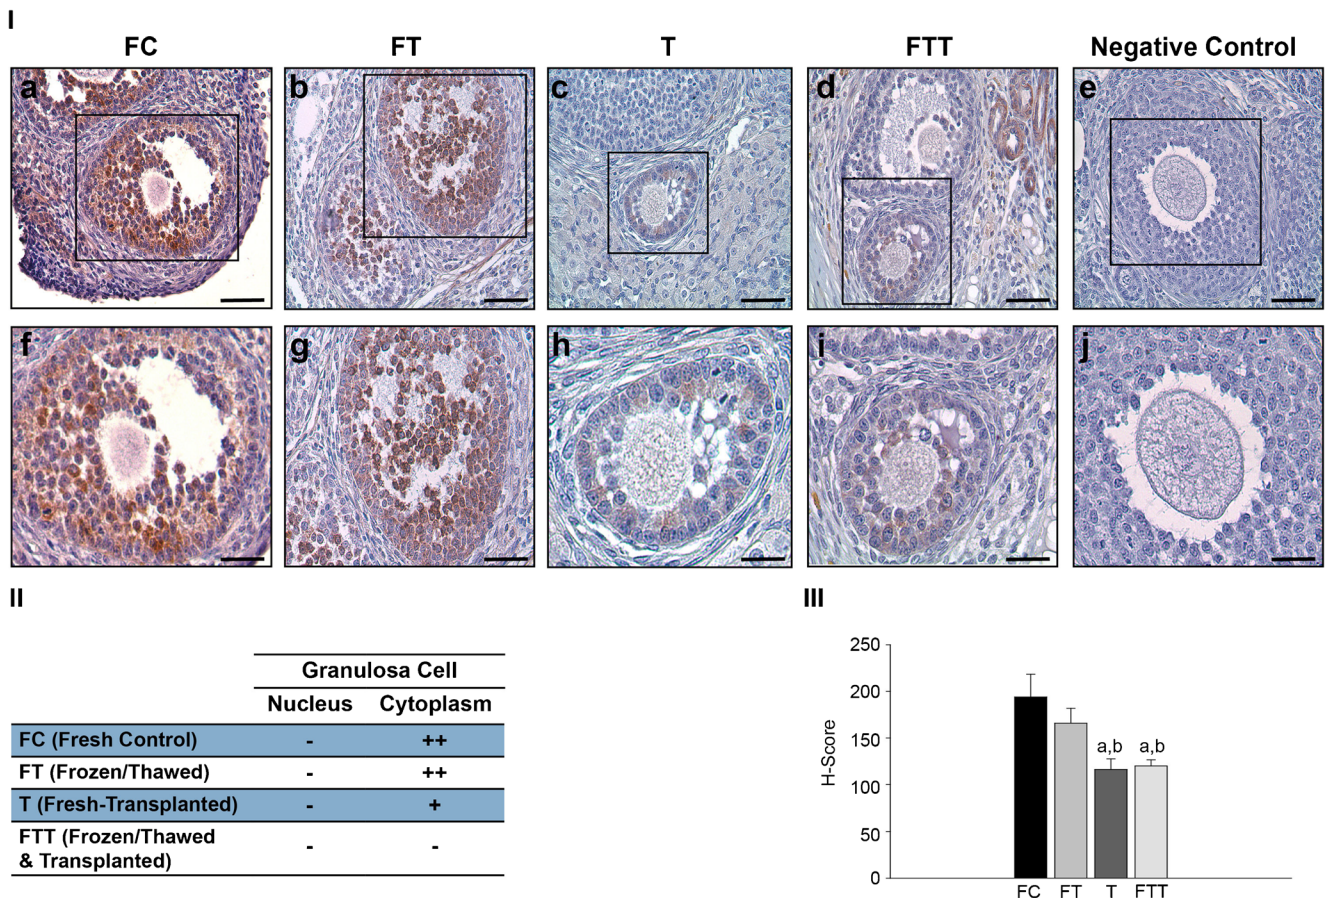 I
FC FT T FTT Negative Control
a b c d e
f g h i j
II
Granulosa Cell
Nucleus Cytoplasm
FC (Fresh Control) - ++
FT (Frozen/Thawed) - ++
T (Fresh-Transplanted) - +
FTT (Frozen/Thawed
& Transplanted) - -
III
H-Score
250
200
150
100
50
0
a,b a,b
FC FT T FTT